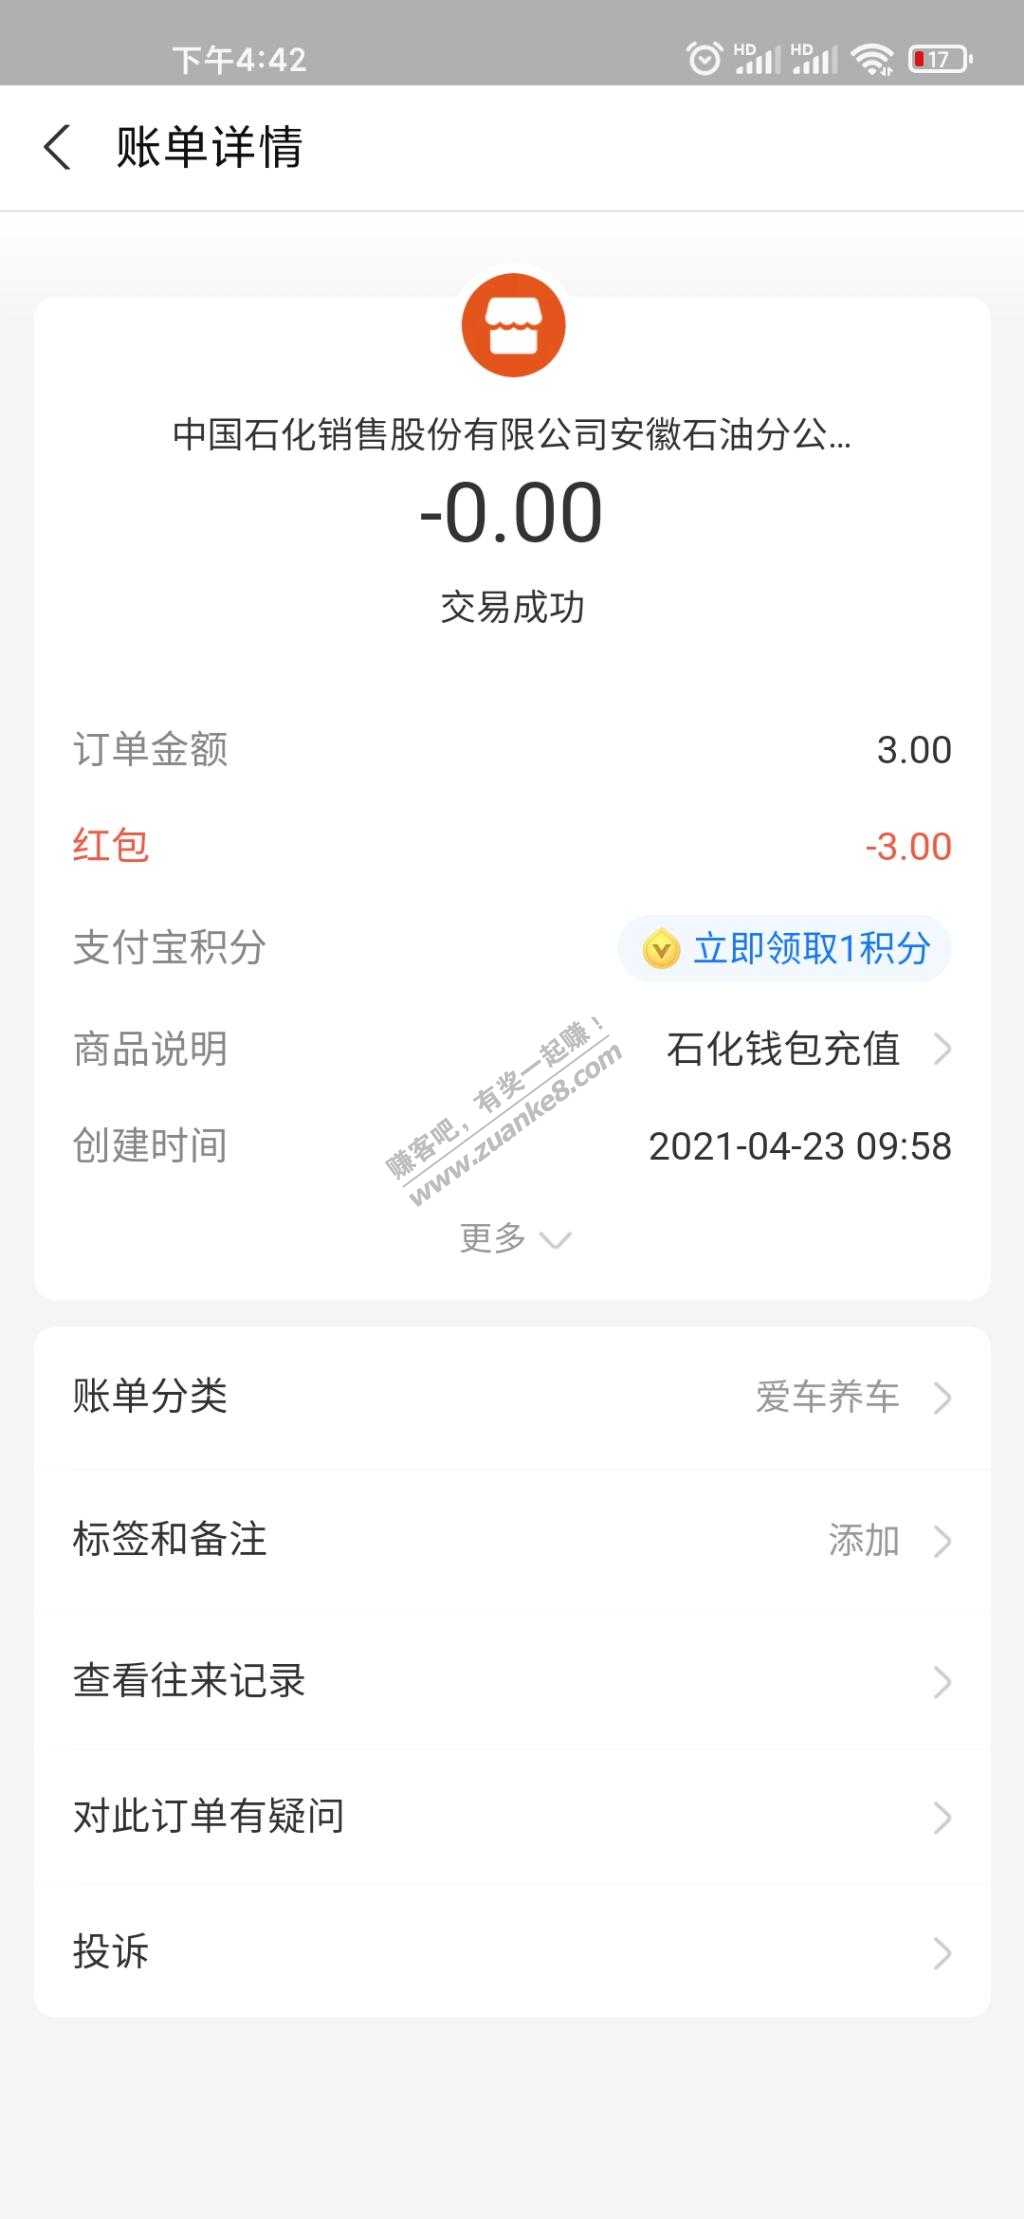 下午4:42
HD HD 17
账单详情
中国石化销售股份有限公司安徽石油分公...
-0.00
交易成功
订单金额 3.00
红包 -3.00
支付宝积分 立即领取1积分
商品说明 石化钱包充值
创建时间 2021-04-23 09:58
赚客吧，有奖一起赚！
www.zuanke8.com
更多
账单分类 爱车养车
标签和备注 添加
查看往来记录
对此订单有疑问
投诉